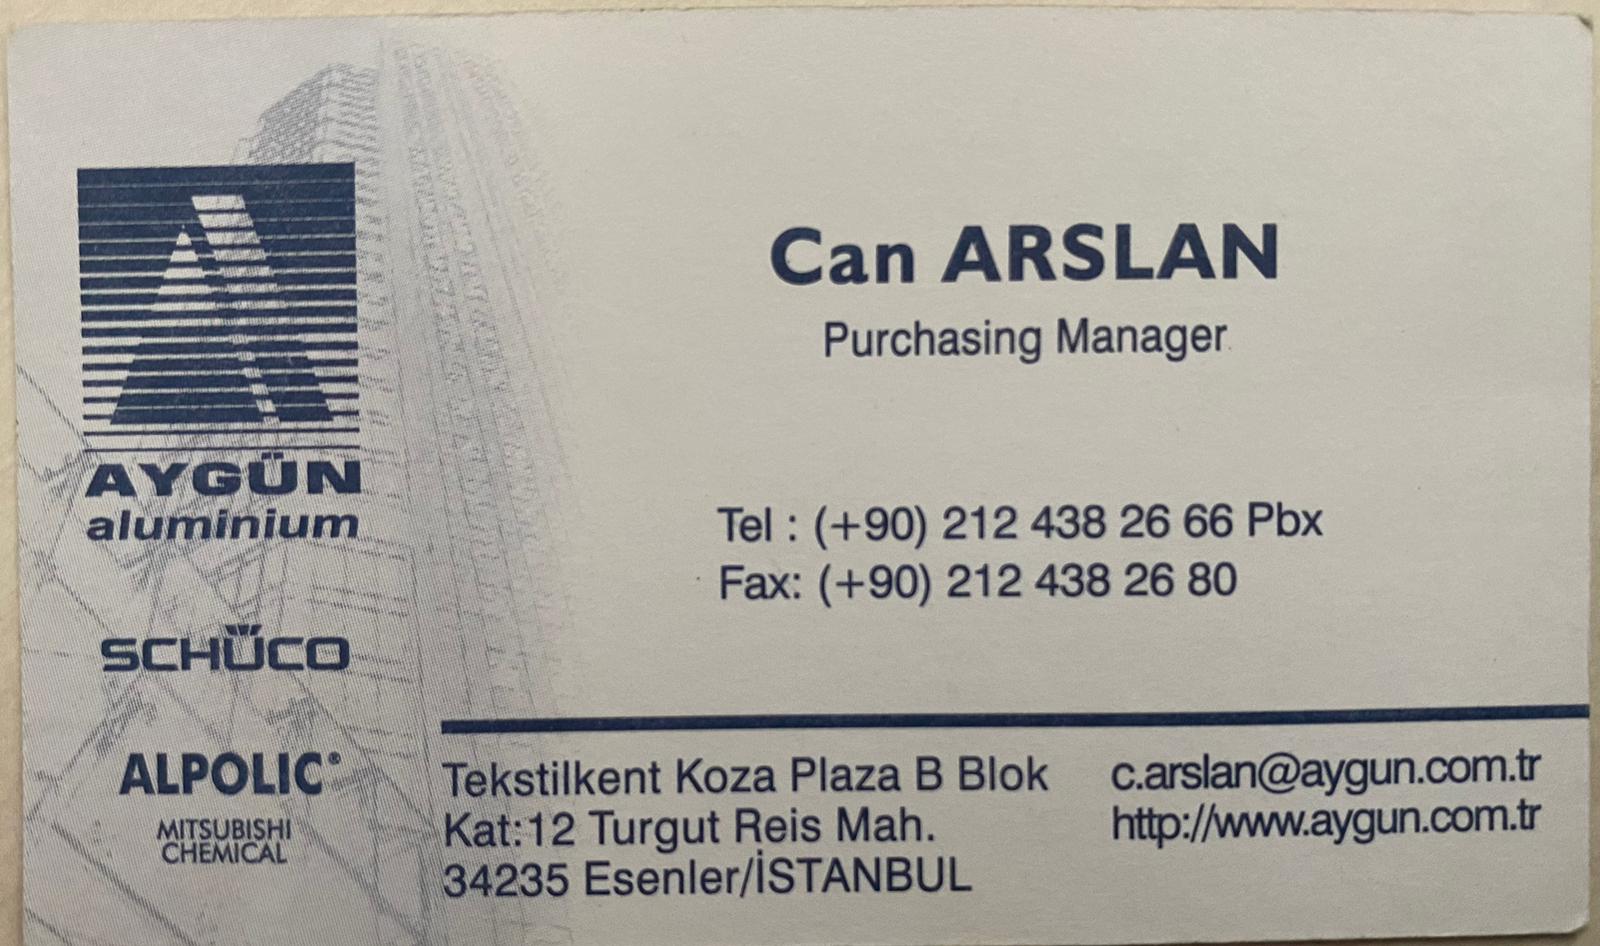 AYGÜN
aluminium
SCHÜCO
ALPOLIC®
MITSUBISHI
CHEMICAL
Can ARSLAN
Purchasing Manager
Tel : (+90) 212 438 26 66 Pbx
Fax: (+90) 212 438 26 80
Tekstilkent Koza Plaza B Blok
Kat:12 Turgut Reis Mah.
34235 Esenler/İSTANBUL
c.arslan@aygun.com.tr
http://www.aygun.com.tr